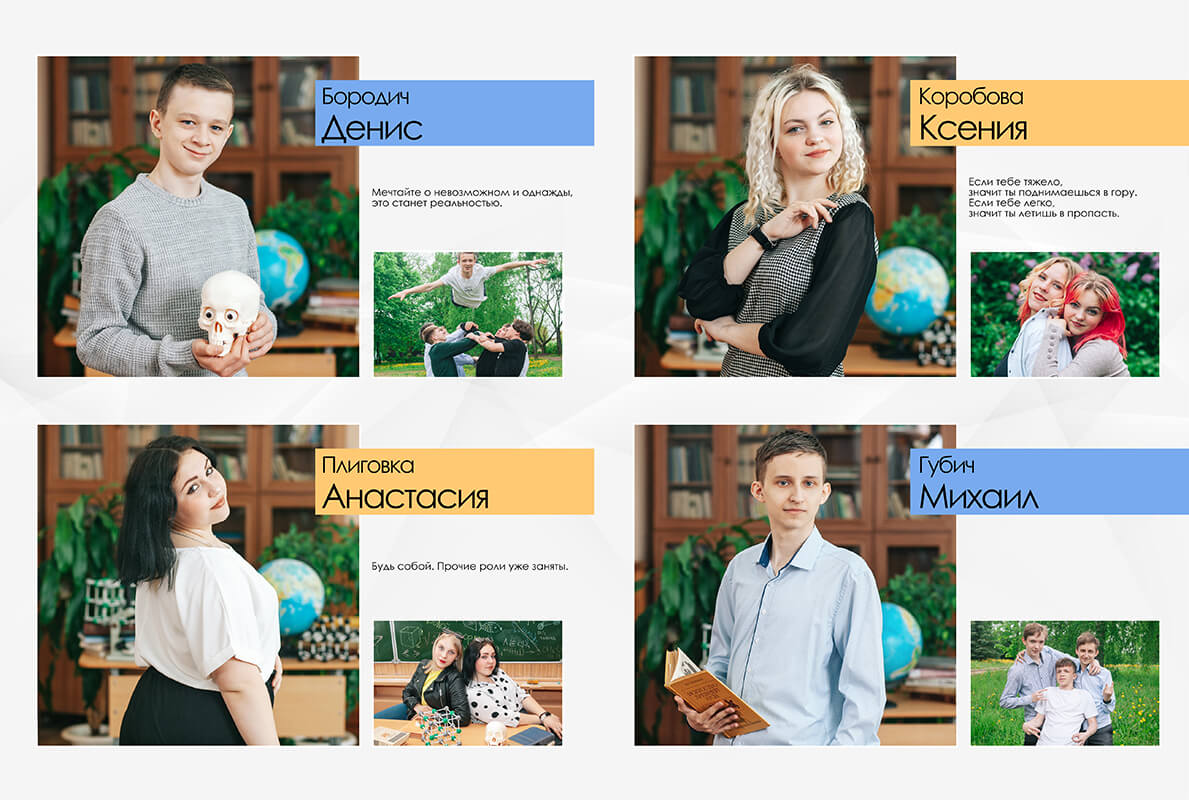 Бородич
Денис
Мечтайте о невозможном и однажды,
это станет реальностью.
Коробова
Ксения
Если тебе тяжело,
значит ты поднимаешься в гору.
Если тебе легко,
значит ты летишь в пропасть.
Плиговка
Анастасия
Будь собой. Прочие роли уже заняты.
Губич
Михаил